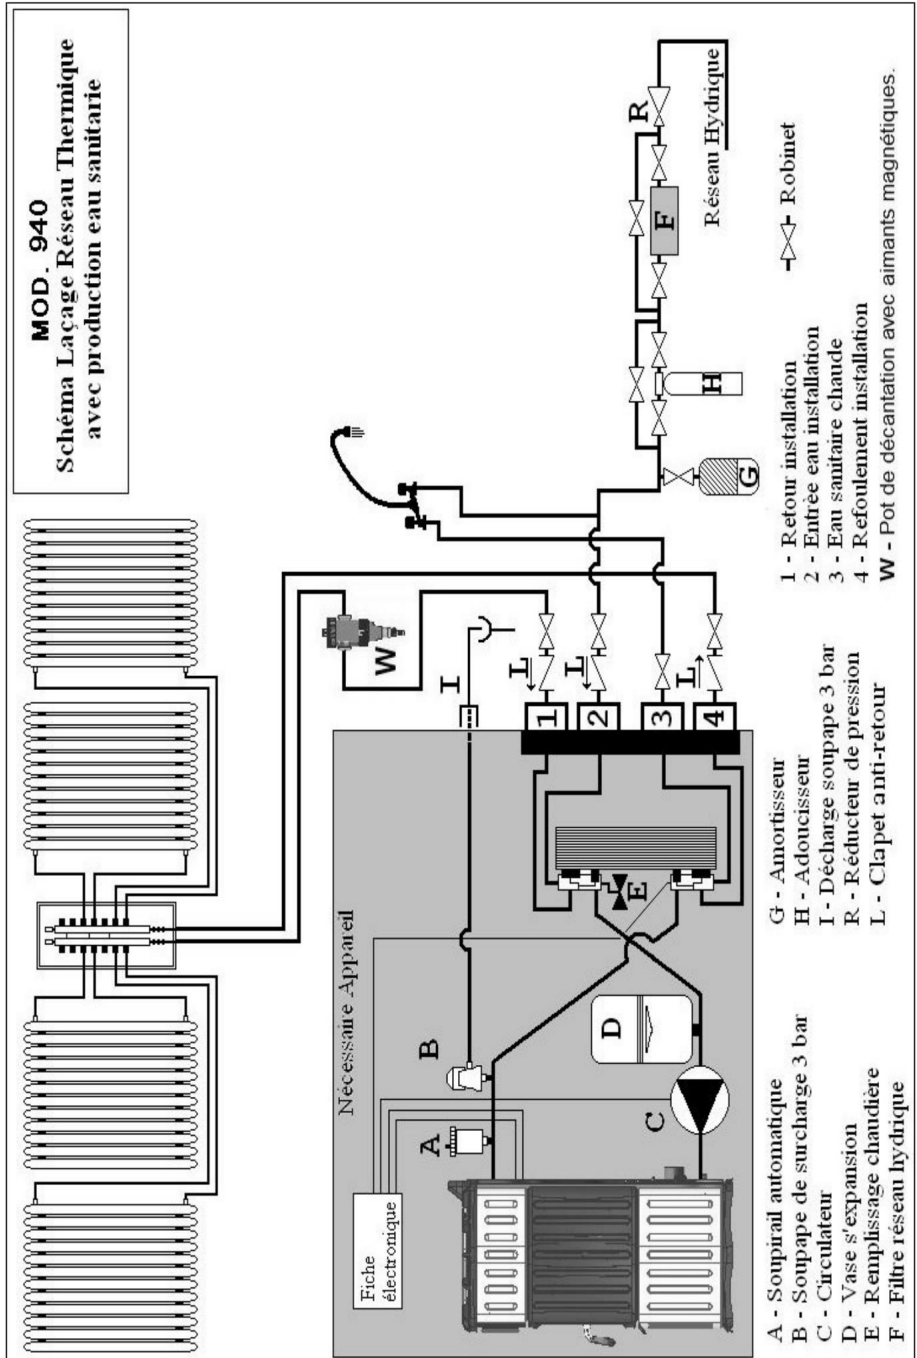 MOD. 940
Schéma Laçage Réseau Thermique
avec production eau sanitarie
R
Réseau Hydrique
F
H
G
W
I
L
L
L
1
2
3
4
Nécessaire Appareil
E
D
B
C
A
Fiche
électronique
A - Soupirail automatique
B - Soupape de surcharge 3 bar
C - Circulateur
D - Vase s'expansion
E - Remplissage chaudière
F - Filtre réseau hydrique
G - Amortisseur
H - Adoucisseur
I - Décharge soupape 3 bar
R - Réducteur de pression
L - Clapet anti-retour
1 - Retour installation
2 - Entrèe eau installation
3 - Eau sanitaire chaude
4 - Refoulement installation
W - Pot de décantation avec aimants magnétiques.
Robinet